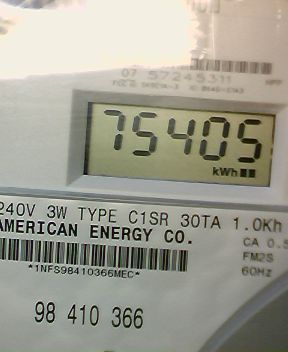 07 57245311
75405
kWh
240V 3W TYPE C1SR 30TA 1.0Kh
AMERICAN ENERGY CO.
CA 0.5
FM2S
60Hz
*1NFS98410366MEC*
98 410 366